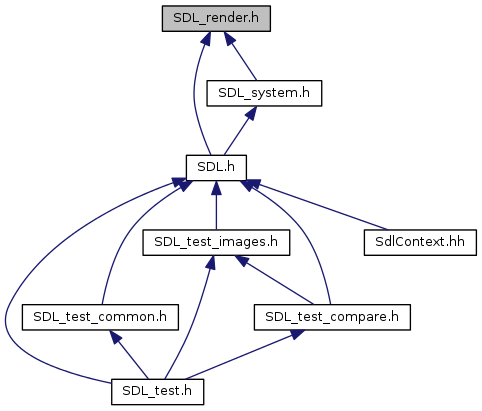 SDL_render.h
SDL_system.h
SDL.h
SDL_test_images.h
SdlContext.hh
SDL_test_common.h
SDL_test_compare.h
SDL_test.h